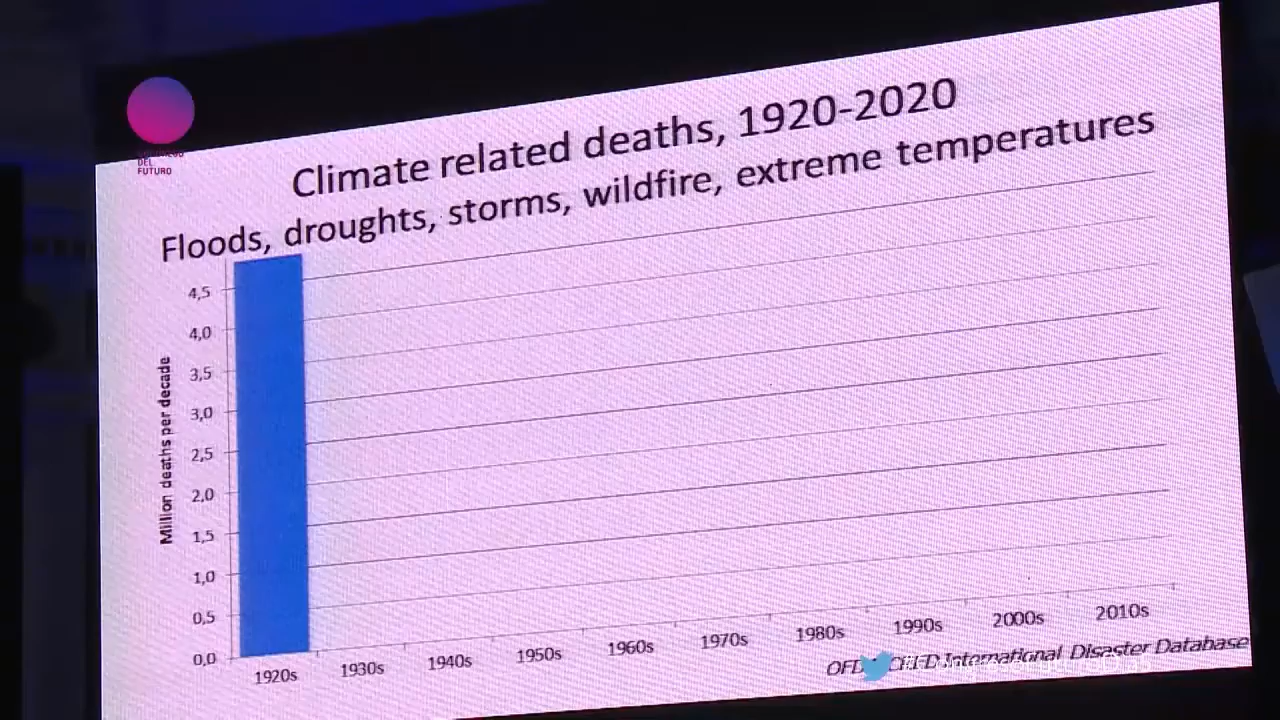 DEL
FUTURO
Climate related deaths, 1920-2020
Floods, droughts, storms, wildfire, extreme temperatures
Million deaths per decade
4,5
4,0
3,5
3,0
2,5
2,0
1,5
1,0
0,5
0,0
1920s 1930s 1940s 1950s 1960s 1970s 1980s 1990s 2000s 2010s
International Disaster Database